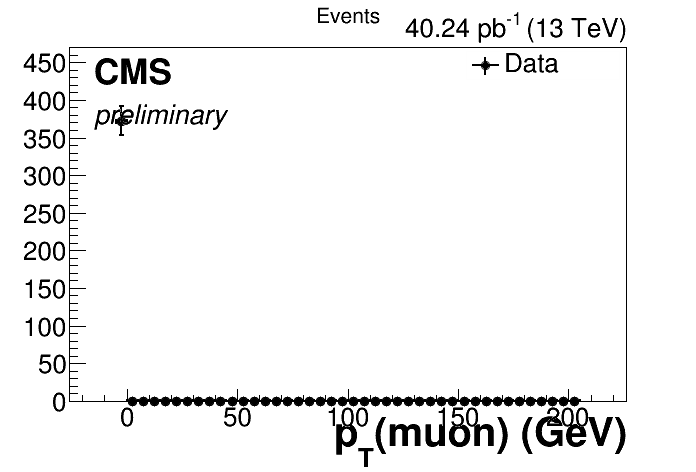 Events
40.24 pb-1 (13 TeV)
CMS
Data
preliminary
450
400
350
300
250
200
150
100
50
0
0 50 100 150 200
pT(muon) (GeV)